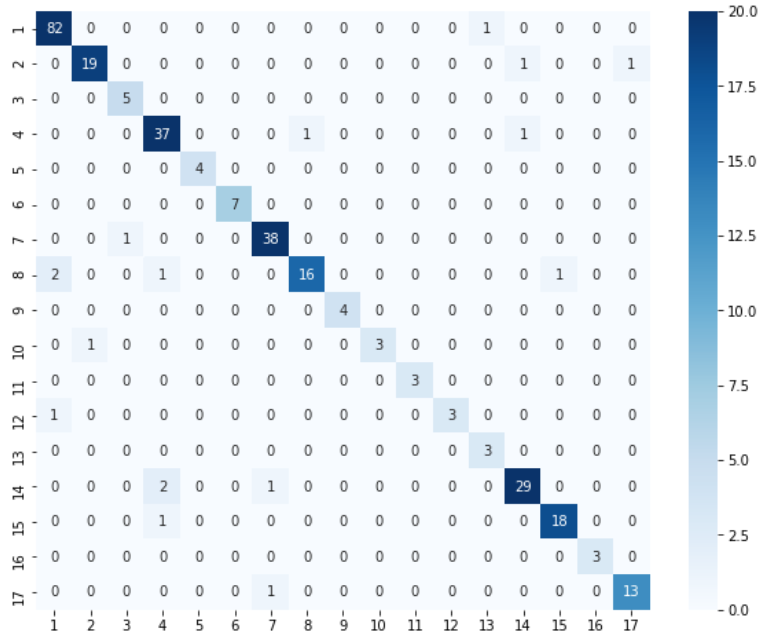 1 82 0 0 0 0 0 0 0 0 0 0 0 1 0 0 0 0
2 0 19 0 0 0 0 0 0 0 0 0 0 0 1 0 0 1
3 0 0 5 0 0 0 0 0 0 0 0 0 0 0 0 0 0
4 0 0 0 37 0 0 0 1 0 0 0 0 0 1 0 0 0
5 0 0 0 0 4 0 0 0 0 0 0 0 0 0 0 0 0
6 0 0 0 0 0 7 0 0 0 0 0 0 0 0 0 0 0
7 0 0 1 0 0 0 38 0 0 0 0 0 0 0 0 0 0
8 2 0 0 1 0 0 0 16 0 0 0 0 0 0 1 0 0
9 0 0 0 0 0 0 0 0 4 0 0 0 0 0 0 0 0
10 0 1 0 0 0 0 0 0 0 3 0 0 0 0 0 0 0
11 0 0 0 0 0 0 0 0 0 0 3 0 0 0 0 0 0
12 1 0 0 0 0 0 0 0 0 0 0 3 0 0 0 0 0
13 0 0 0 0 0 0 0 0 0 0 0 0 3 0 0 0 0
14 0 0 0 2 0 0 1 0 0 0 0 0 0 29 0 0 0
15 0 0 0 1 0 0 0 0 0 0 0 0 0 0 18 0 0
16 0 0 0 0 0 0 0 0 0 0 0 0 0 0 0 3 0
17 0 0 0 0 0 0 1 0 0 0 0 0 0 0 0 0 13
1 2 3 4 5 6 7 8 9 10 11 12 13 14 15 16 17
20.0
17.5
15.0
12.5
10.0
7.5
5.0
2.5
0.0